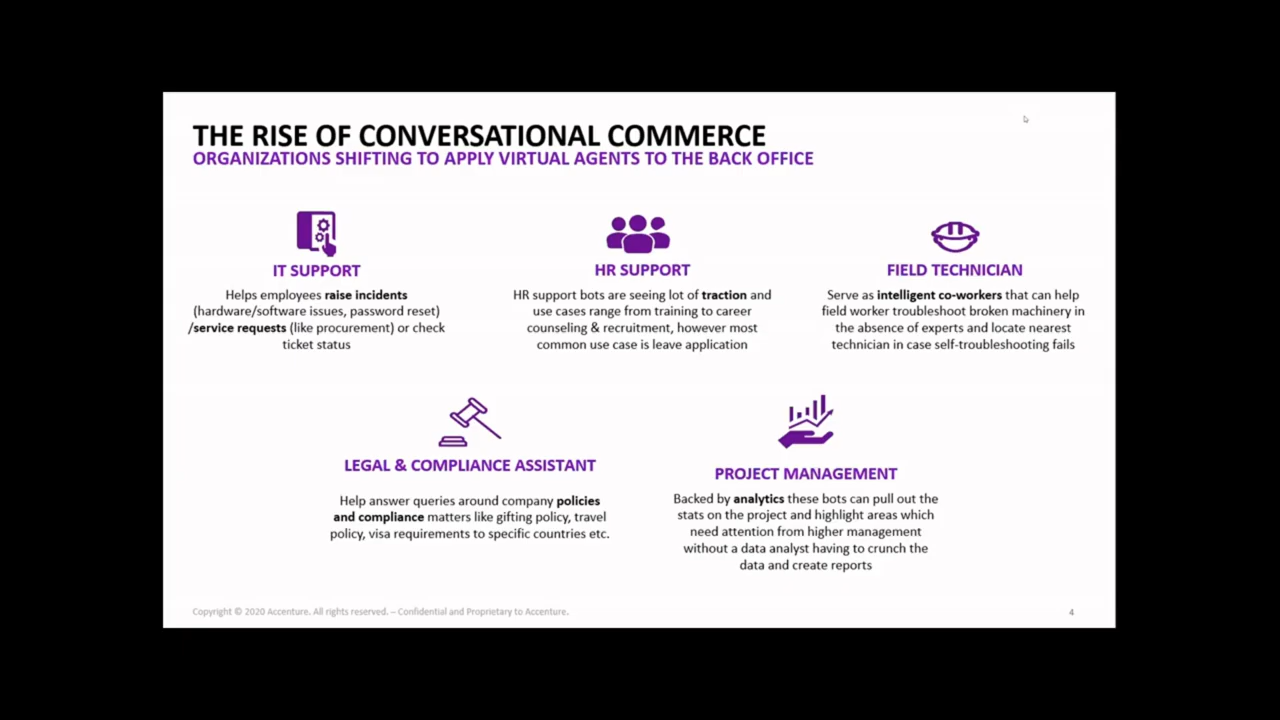 THE RISE OF CONVERSATIONAL COMMERCE
ORGANIZATIONS SHIFTING TO APPLY VIRTUAL AGENTS TO THE BACK OFFICE
IT SUPPORT
Helps employees raise incidents
(hardware/software issues, password reset)
/service requests (like procurement) or check
ticket status
HR SUPPORT
HR support bots are seeing lot of traction and
use cases range from training to career
counseling & recruitment, however most
common use case is leave application
FIELD TECHNICIAN
Serve as intelligent co-workers that can help
field worker troubleshoot broken machinery in
the absence of experts and locate nearest
technician in case self-troubleshooting fails
LEGAL & COMPLIANCE ASSISTANT
Help answer queries around company policies
and compliance matters like gifting policy, travel
policy, visa requirements to specific countries etc.
PROJECT MANAGEMENT
Backed by analytics these bots can pull out the
stats on the project and highlight areas which
need attention from higher management
without a data analyst having to crunch the
data and create reports
Copyright © 2020 Accenture. All rights reserved. – Confidential and Proprietary to Accenture.
4